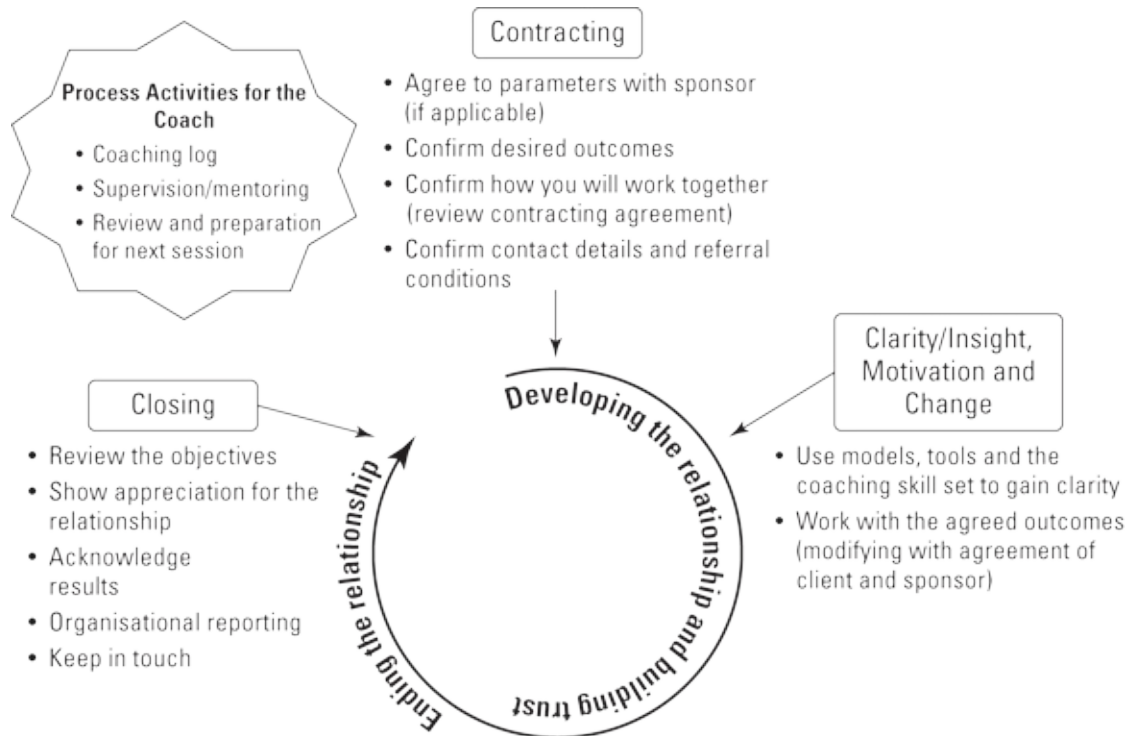 Process Activities for the
Coach
• Coaching log
• Supervision/mentoring
• Review and preparation
for next session
Contracting
• Agree to parameters with sponsor
(if applicable)
• Confirm desired outcomes
• Confirm how you will work together
(review contracting agreement)
• Confirm contact details and referral
conditions
Clarity/Insight,
Motivation and
Change
• Use models, tools and the
coaching skill set to gain clarity
• Work with the agreed outcomes
(modifying with agreement of
client and sponsor)
Closing
• Review the objectives
• Show appreciation for the
relationship
• Acknowledge
results
• Organisational reporting
• Keep in touch
Developing the relationship and building trust
Ending the relationship